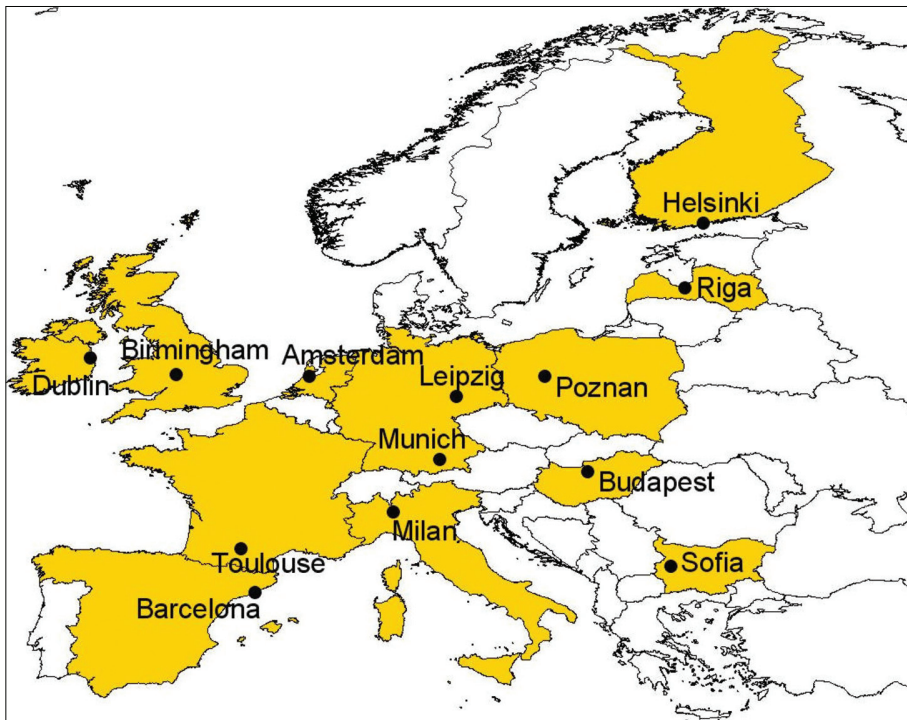 Helsinki
Riga
Birmingham
Amsterdam
Dublin
Leipzig
Poznan
Munich
Budapest
Milan
Toulouse
Sofia
Barcelona